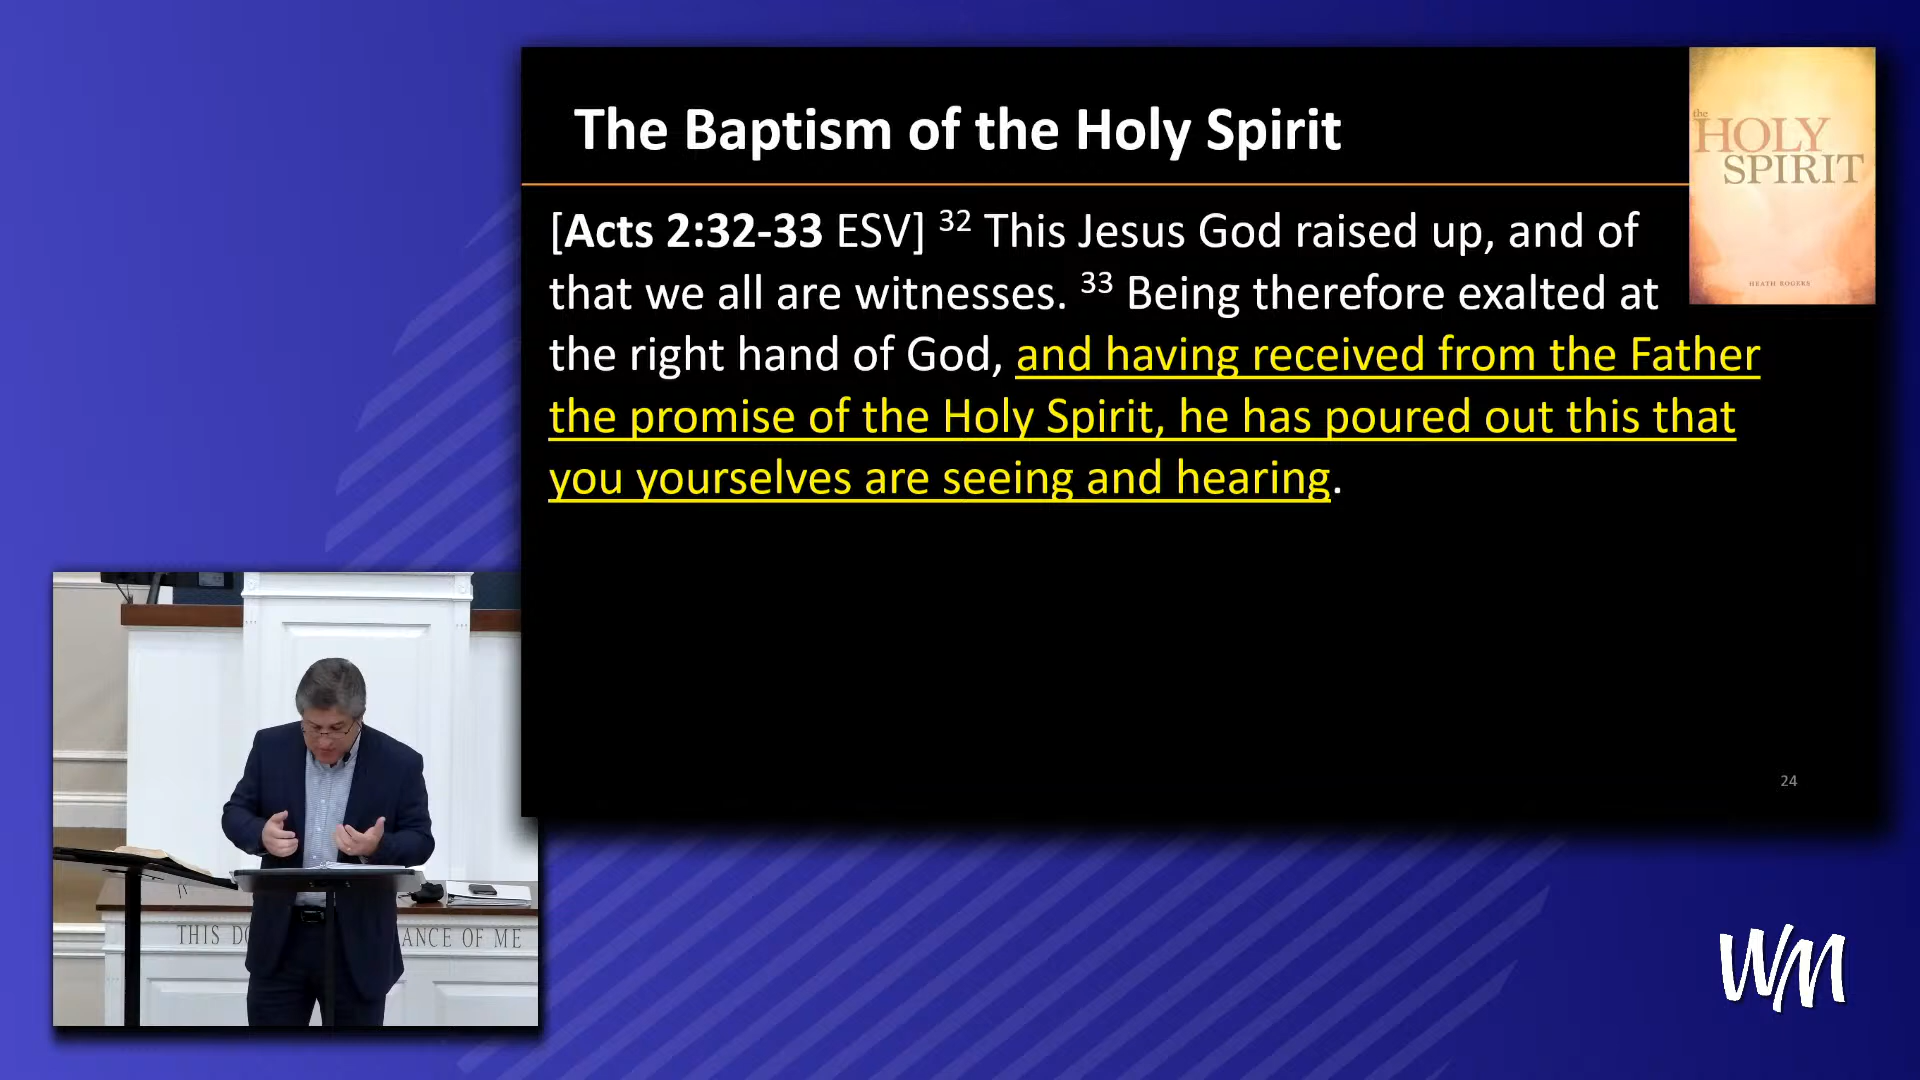 The Baptism of the Holy Spirit
the
HOLY
SPIRIT
HEATH ROGERS
[Acts 2:32-33 ESV] 32 This Jesus God raised up, and of
that we all are witnesses. 33 Being therefore exalted at
the right hand of God, and having received from the Father
the promise of the Holy Spirit, he has poured out this that
you yourselves are seeing and hearing.
24
THIS DO
ANCE OF ME
WM